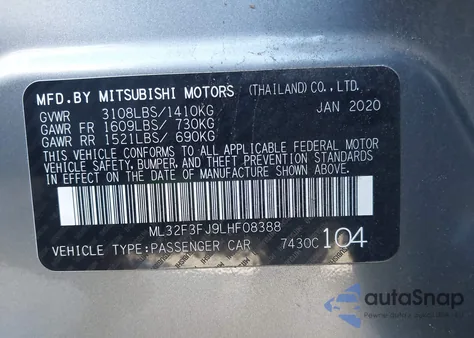 MFD.BY MITSUBISHI MOTORS (THAILAND) CO., LTD.
GVWR 3108LBS/1410KG JAN 2020
GAWR FR 1609LBS/ 730KG
GAWR RR 1521LBS/ 690KG
THIS VEHICLE CONFORMS TO ALL APPLICABLE FEDERAL MOTOR
VEHICLE SAFETY, BUMPER, AND THEFT PREVENTION STANDARDS
IN EFFECT ON THE DATE OF MANUFACTURE SHOWN ABOVE.
ML32F3FJ9LHF08388
VEHICLE TYPE:PASSENGER CAR 7430C 104
autoSnap